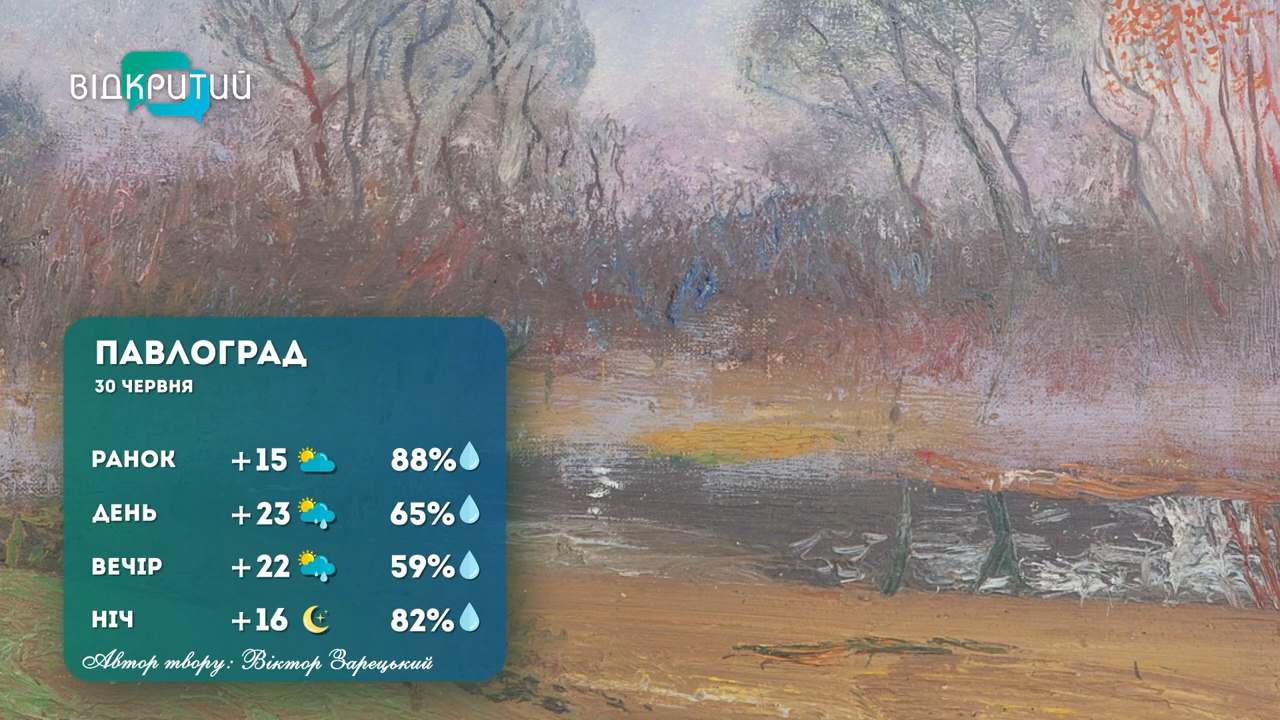 ВІДКРИТИЙ
ПАВЛОГРАД
30 ЧЕРВНЯ
РАНОК +15 88%
ДЕНЬ +23 65%
ВЕЧІР +22 59%
НІЧ +16 82%
Автор твору: Віктор Зарецький